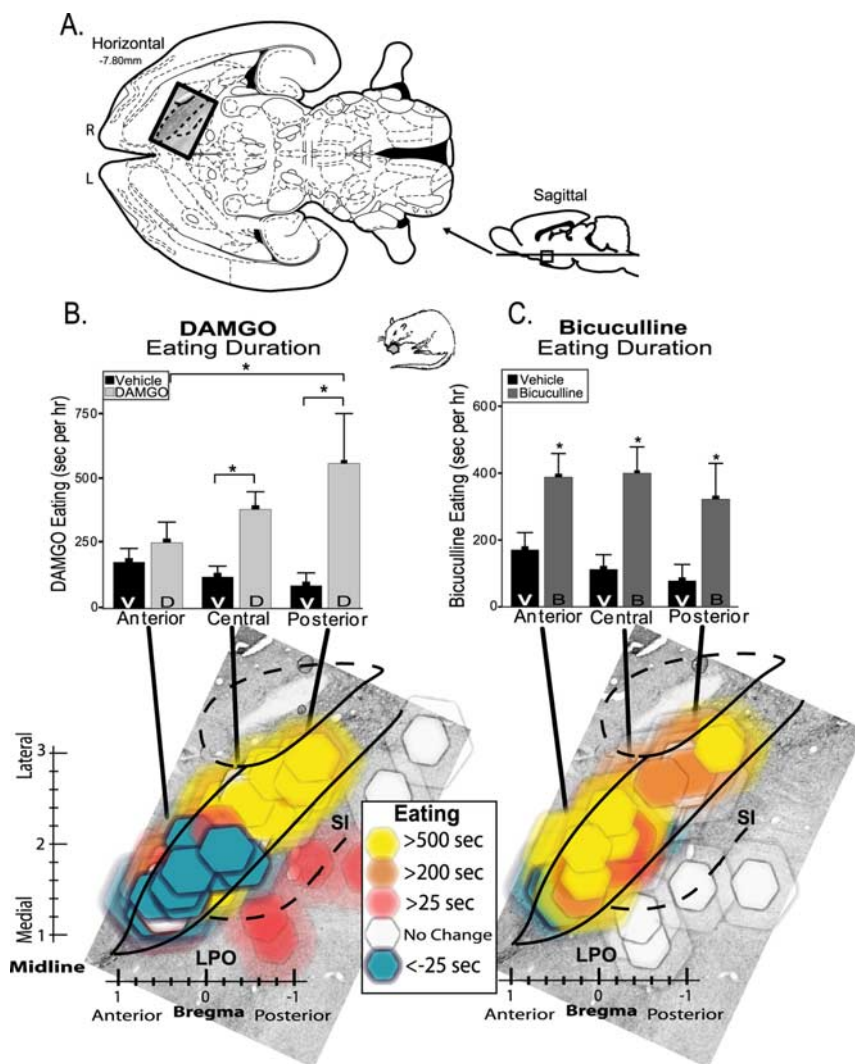 A.
Horizontal
-7.80mm
R
L
Sagittal
B.
DAMGO
Eating Duration
Vehicle
DAMGO
*
*
*
DAMGO Eating (sec per hr)
750
500
250
0
V
D
V
D
V
D
Anterior
Central
Posterior
C.
Bicuculline
Eating Duration
Vehicle
Bicuculline
*
*
*
Bicuculline Eating (sec per hr)
600
400
200
0
V
B
V
B
V
B
Anterior
Central
Posterior
Lateral
Medial
3
2
1
SI
LPO
Midline
1
0
-1
Anterior
Bregma
Posterior
Eating
>500 sec
>200 sec
>25 sec
No Change
<-25 sec
SI
LPO
1
0
-1
Anterior
Bregma
Posterior